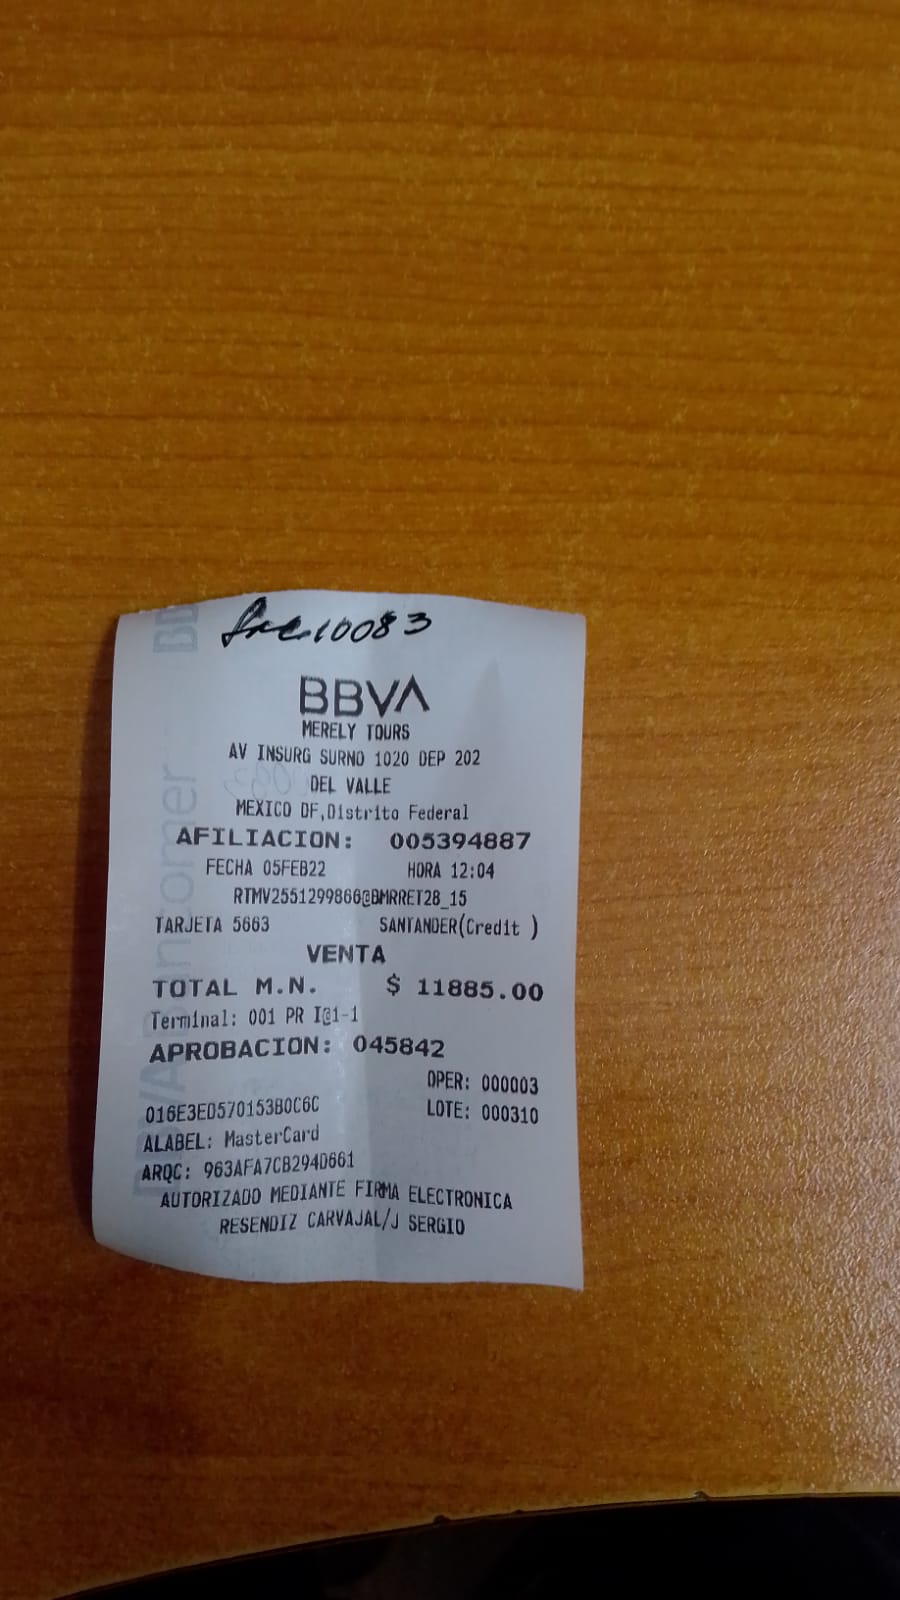 10083
BBVA
MERELY TOURS
AV INSURG SURNO 1020 DEP 202
DEL VALLE
MEXICO DF,Distrito Federal
AFILIACION: 005394887
FECHA 05FEB22 HORA 12:04
RTMV2551299866@BMRRET28_15
TARJETA 5663 SANTANDER(Credit )
VENTA
TOTAL M.N. $ 11885.00
Terminal: 001 PR I@1-1
APROBACION: 045842
OPER: 000003
016E3ED570153B0C6C LOTE: 000310
ALABEL: MasterCard
ARQC: 963AFA7CB294D661
AUTORIZADO MEDIANTE FIRMA ELECTRONICA
RESENDIZ CARVAJAL/J SERGIO